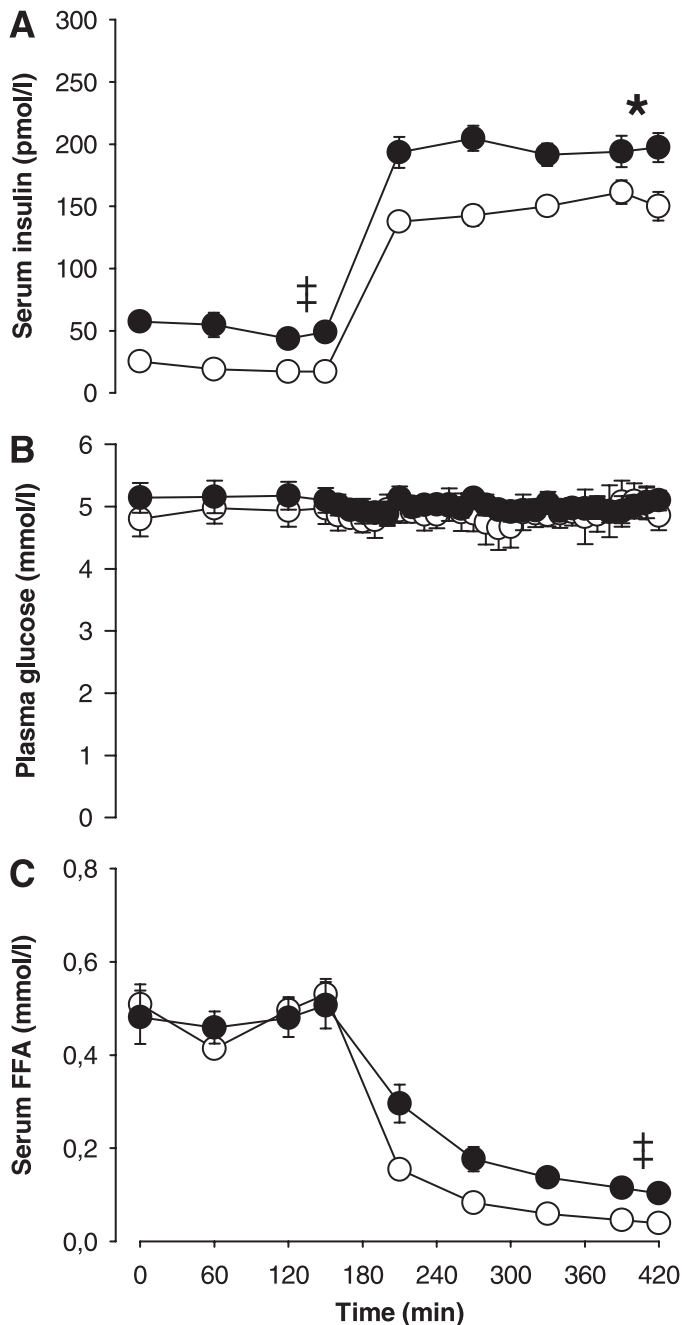 A
Serum insulin (pmol/l)
300
250
200
150
100
50
0
*
‡
B
Plasma glucose (mmol/l)
6
5
4
3
2
1
0
C
Serum FFA (mmol/l)
0,8
0,6
0,4
0,2
0,0
‡
0 60 120 180 240 300 360 420
Time (min)